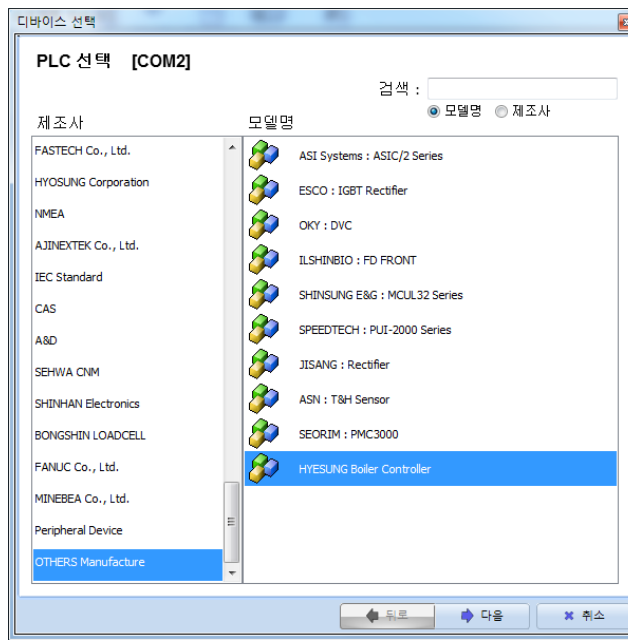 디바이스 선택
PLC 선택 [COM2]
검색 :
모델명 제조사
제조사
모델명
FASTECH Co., Ltd.
HYOSUNG Corporation
NMEA
AJINEXTEK Co., Ltd.
IEC Standard
CAS
A&D
SEHWA CNM
SHINHAN Electronics
BONGSHIN LOADCELL
FANUC Co., Ltd.
MINEBEA Co., Ltd.
Peripheral Device
OTHERS Manufacture
ASI Systems : ASIC/2 Series
ESCO : IGBT Rectifier
OKY : DVC
ILSHINBIO : FD FRONT
SHINSUNG E&G : MCUL32 Series
SPEEDTECH : PUI-2000 Series
JISANG : Rectifier
ASN : T&H Sensor
SEORIM : PMC3000
HYESUNG Boiler Controller
뒤로 다음 취소